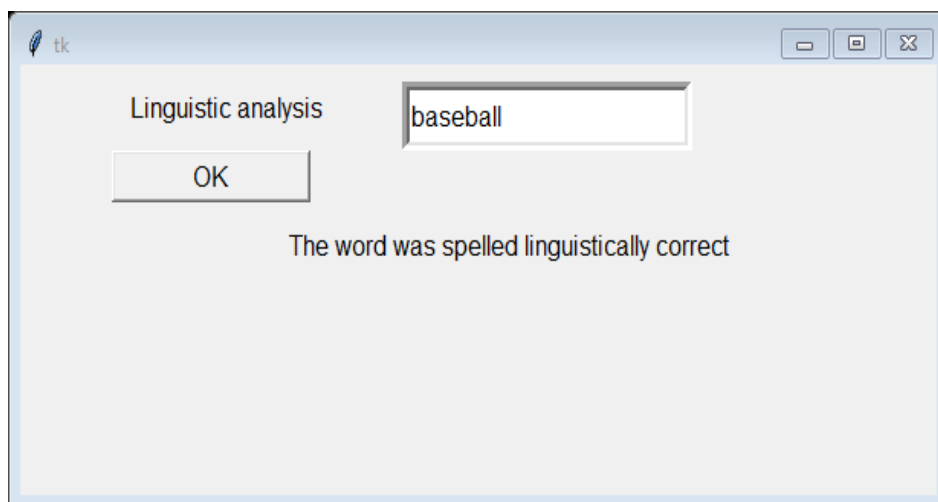 tk
Linguistic analysis
baseball
OK
The word was spelled linguistically correct